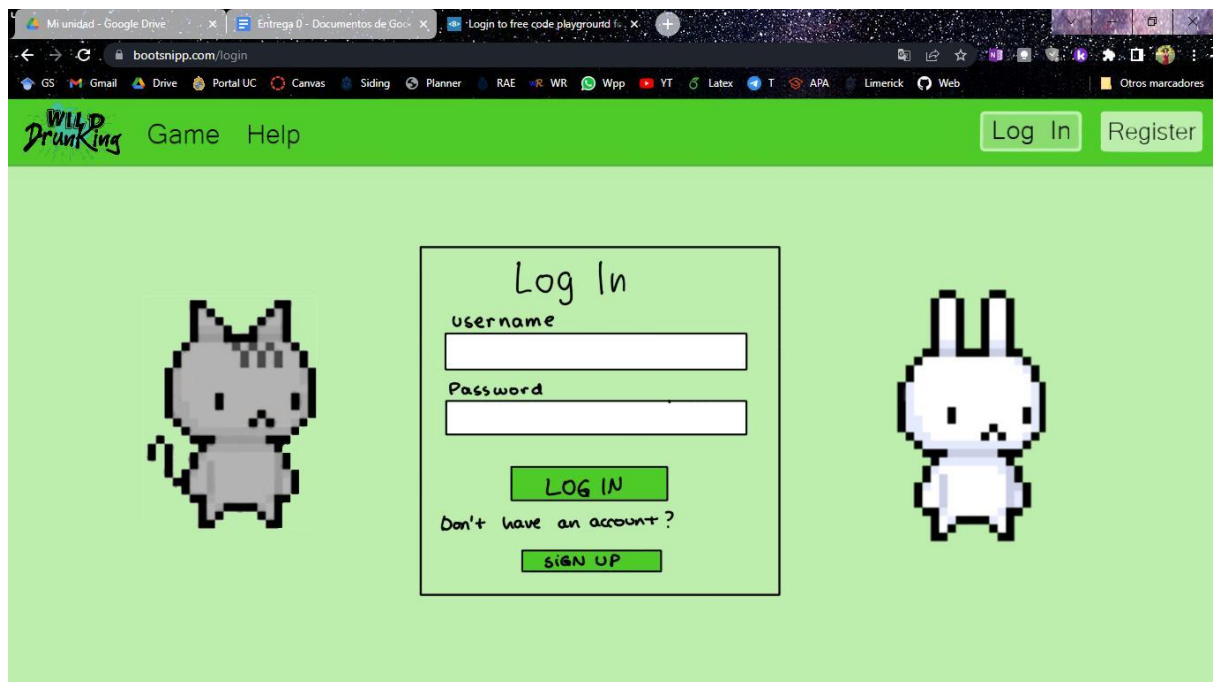 Mi unidad - Google Drive
Entrega 0 - Documentos de Goo
Login to free code playground f
bootsnipp.com/login
GS Gmail Drive Portal UC Canvas Siding Planner RAE WR WR Wpp YT Latex T APA Limerick Web Otros marcadores
WILD
DrunKing
Game Help Log In Register
Log In
username
Password
LOG IN
Don't have an account?
SIGN UP